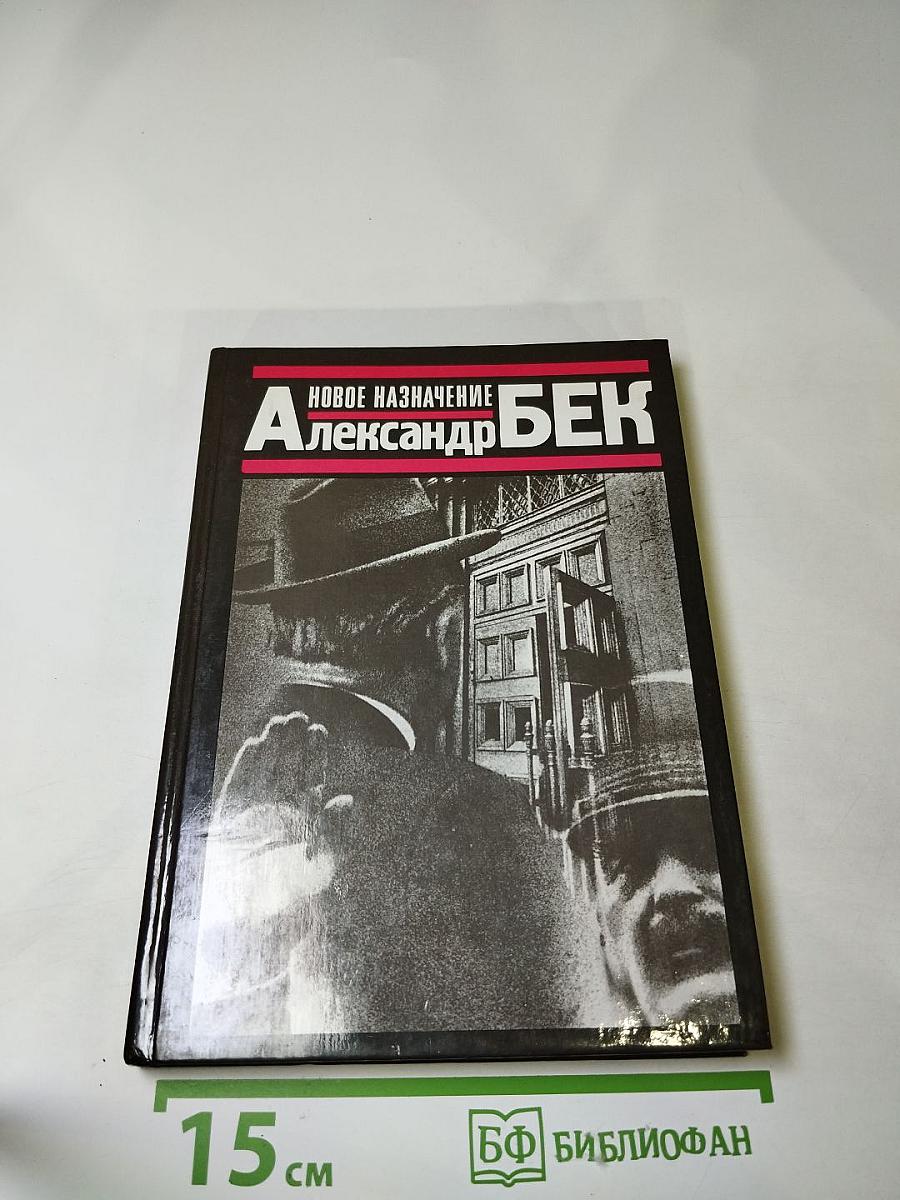 НОВОЕ НАЗНАЧЕНИЕ
Александр БЕК
15 см
БФ БИБЛИОФАН